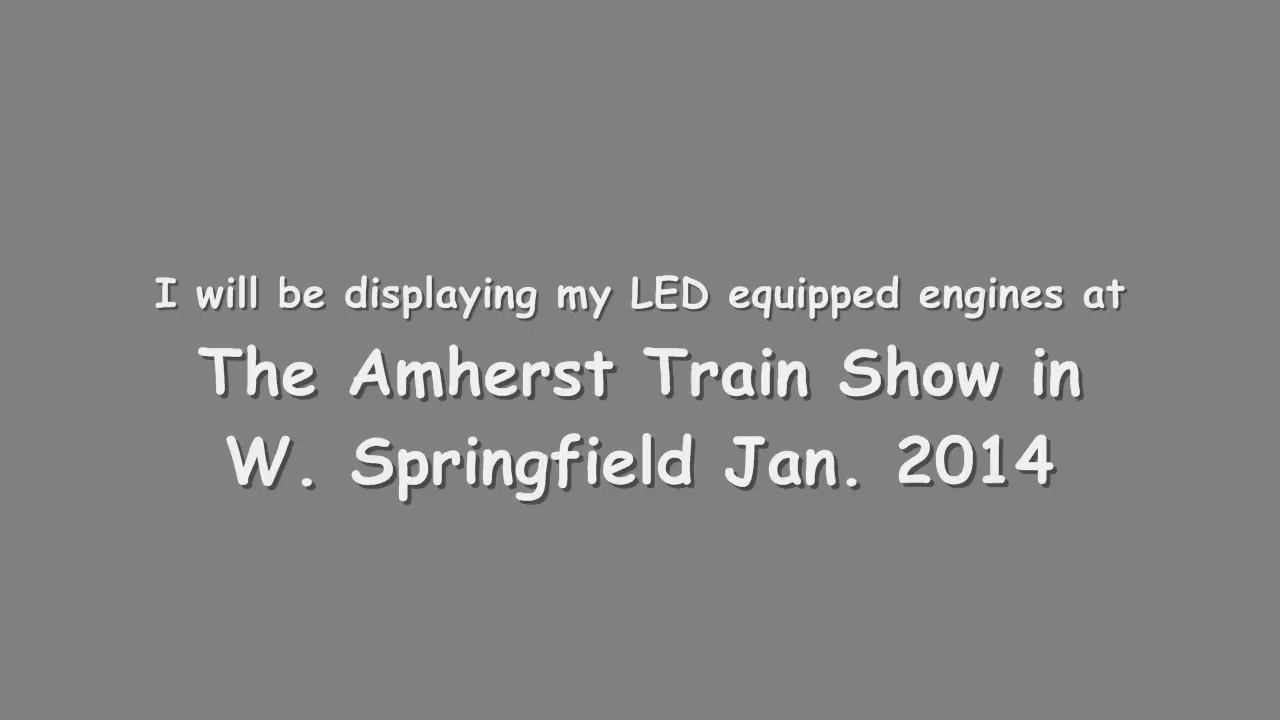 I will be displaying my LED equipped engines at
The Amherst Train Show in
W. Springfield Jan. 2014